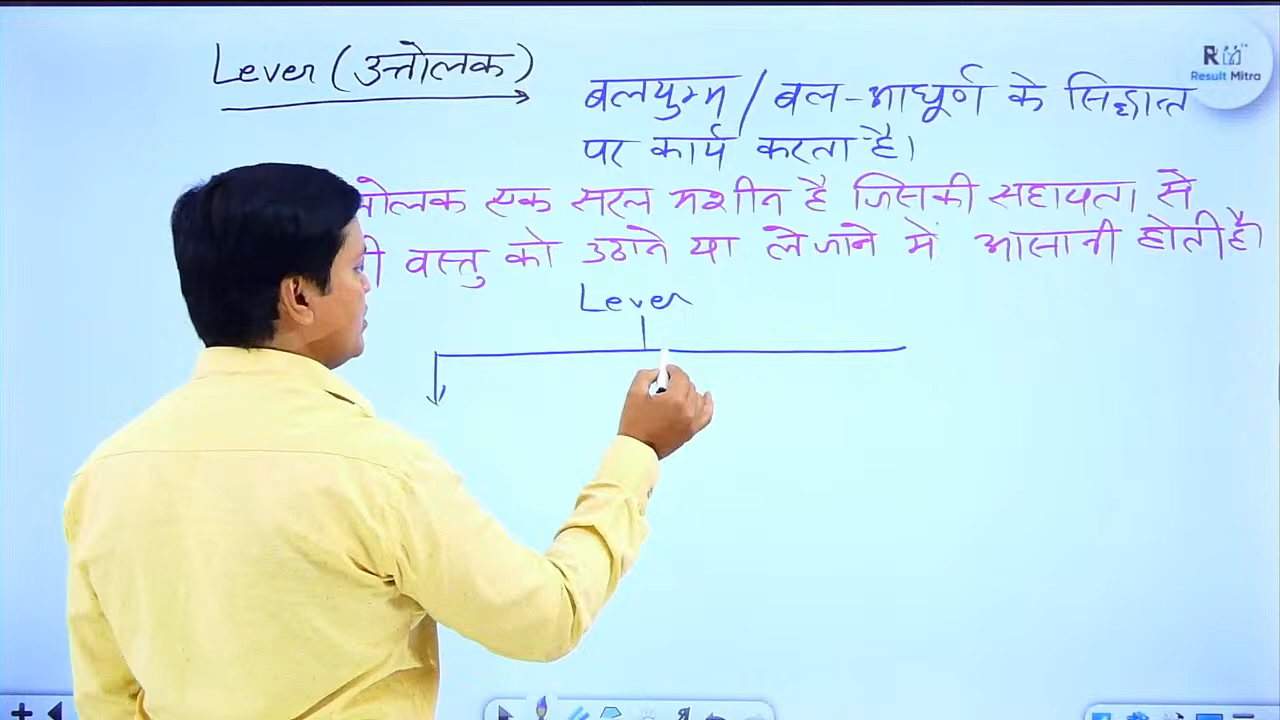 Lever (उत्तोलक)
बलयुग्म / बल-आघूर्ण के सिद्धान्त
पर कार्य करता है।
एक सरल मशीन है जिसकी सहायता से
वस्तु को उठाने या ले जाने में आसानी होती है।
Lever
Result Mitra